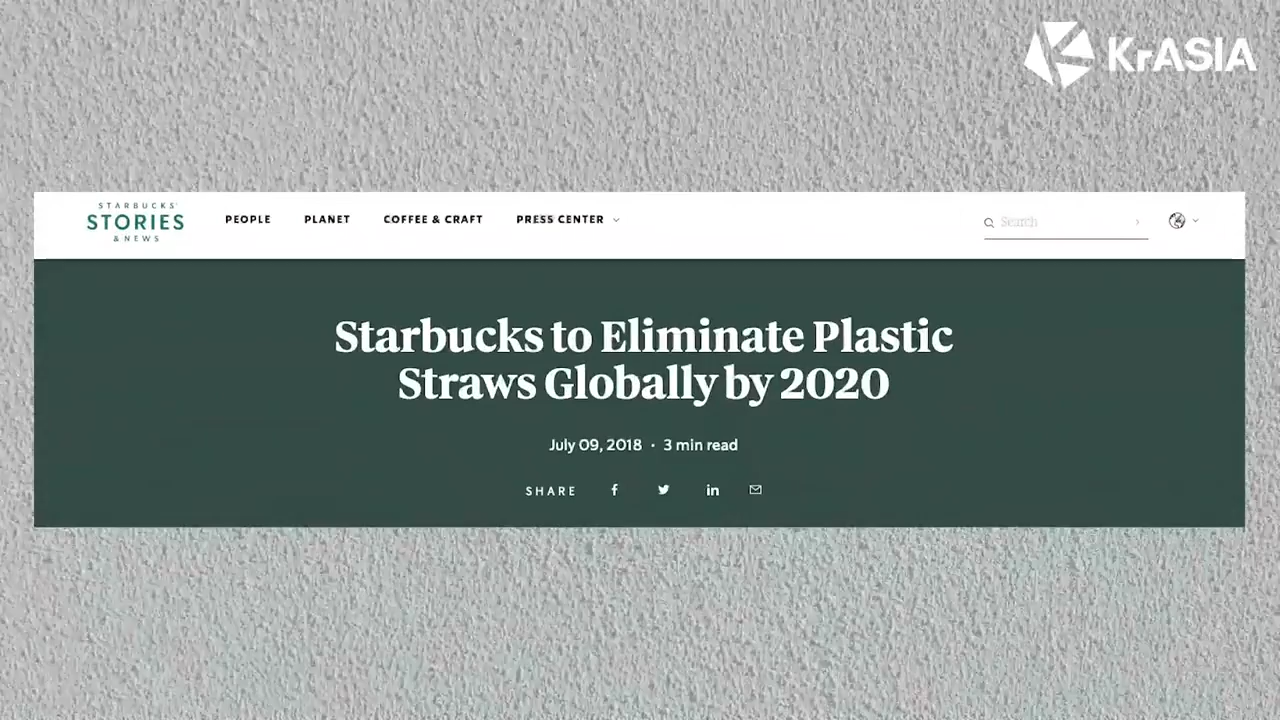 KrASIA
STARBUCKS
STORIES
& NEWS
PEOPLE
PLANET
COFFEE & CRAFT
PRESS CENTER
Search
Starbucks to Eliminate Plastic
Straws Globally by 2020
July 09, 2018 · 3 min read
SHARE